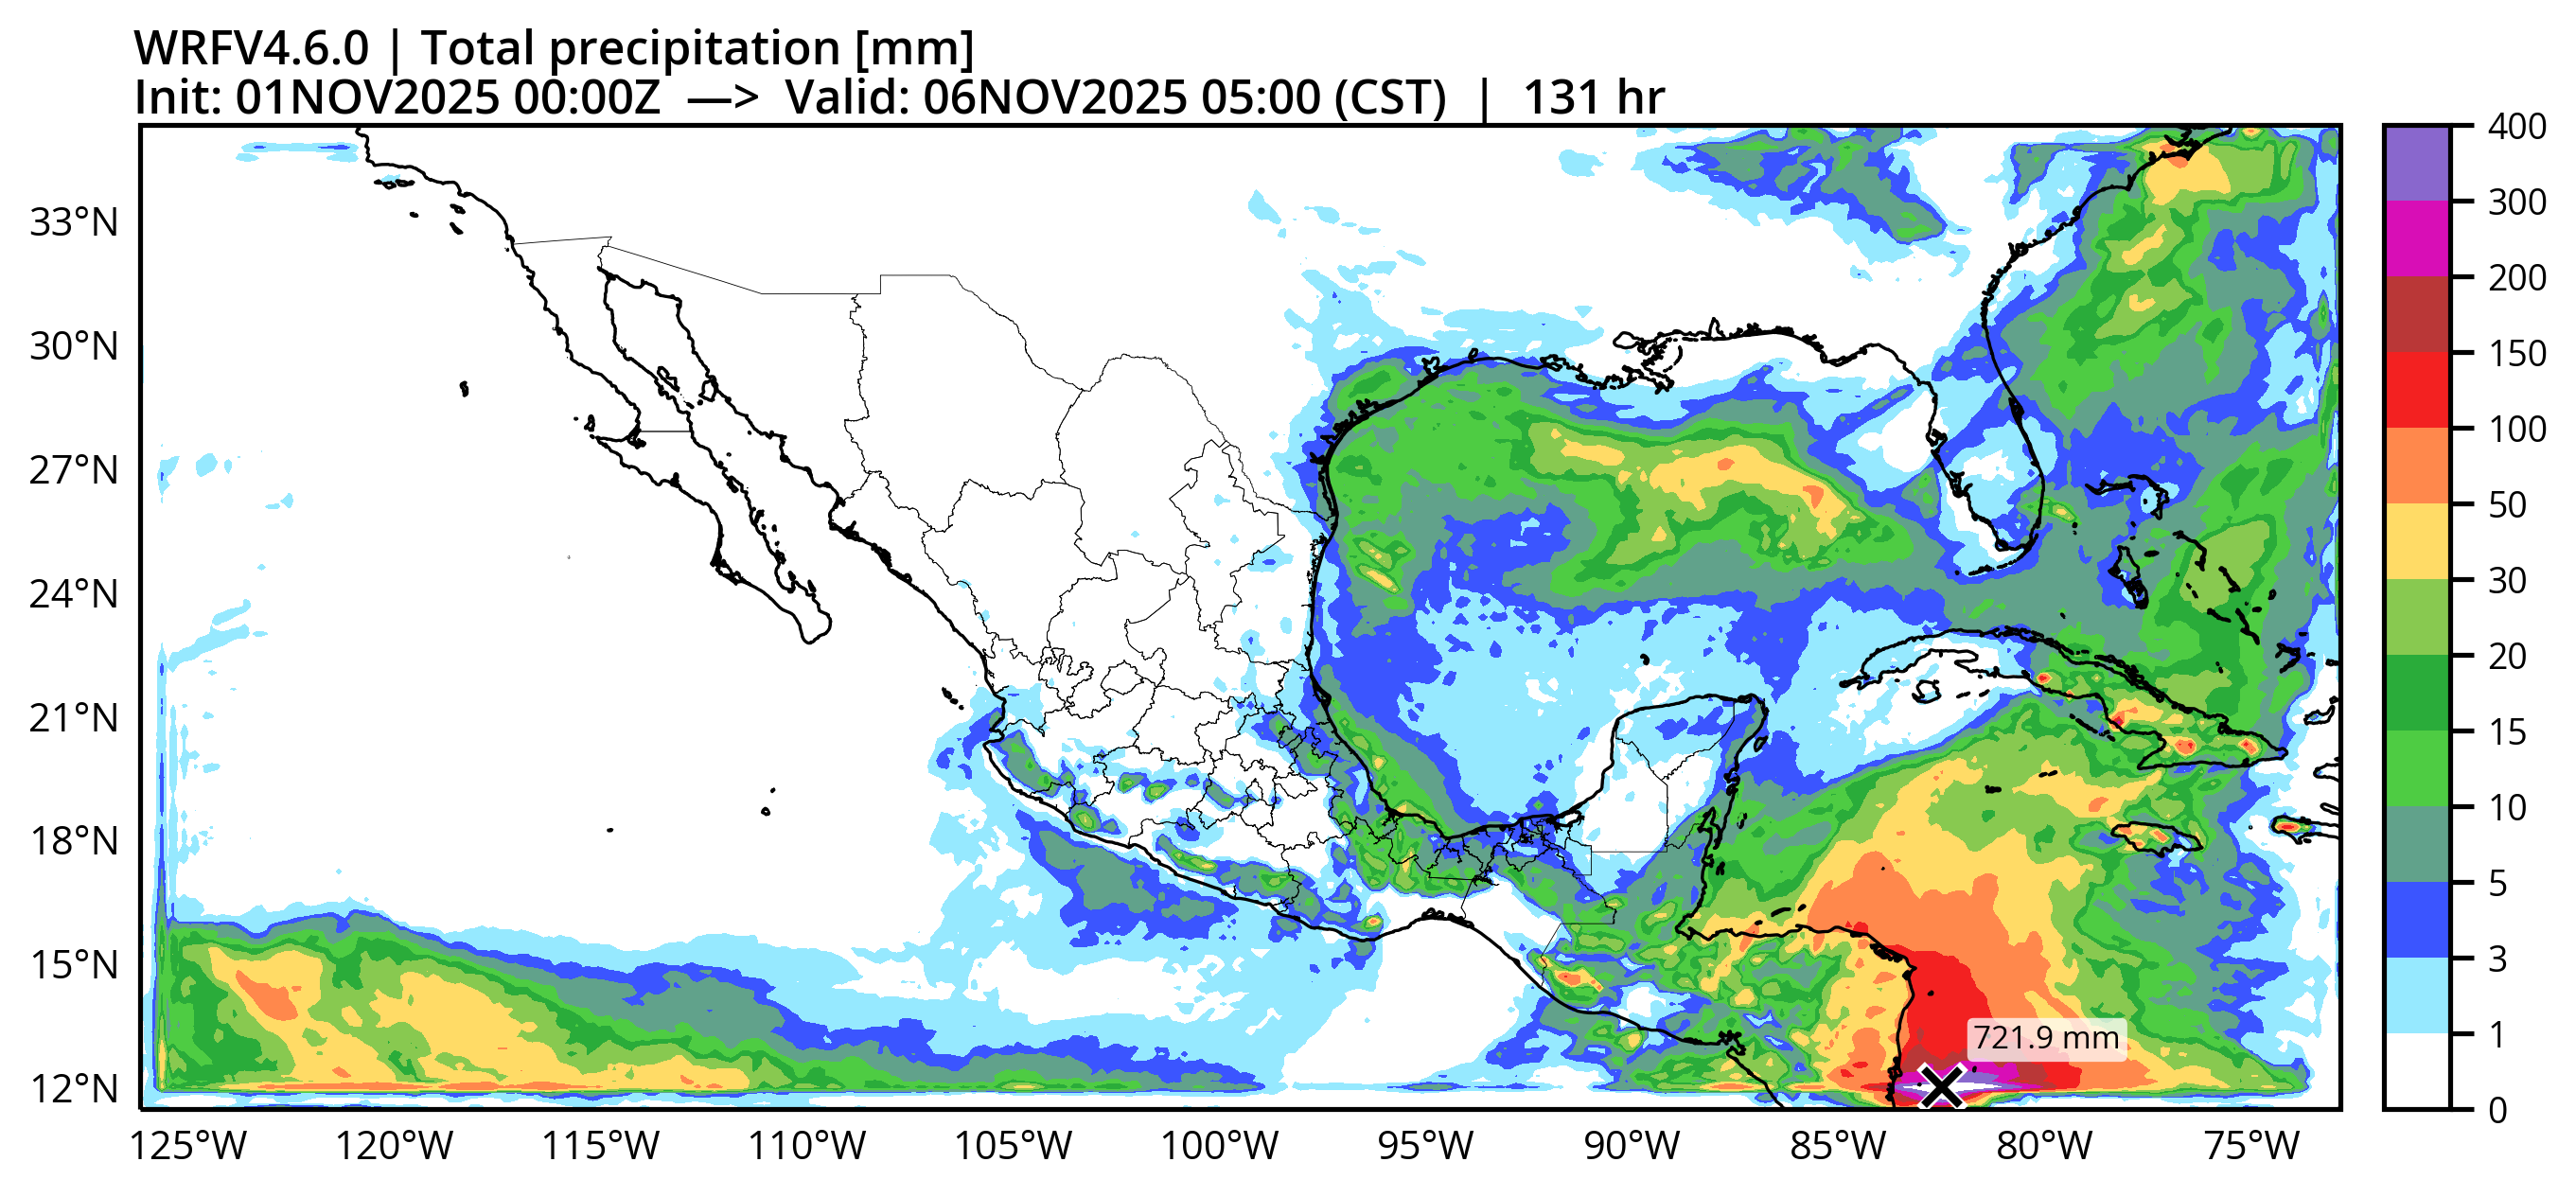 WRFV4.6.0 | Total precipitation [mm]
Init: 01NOV2025 00:00Z —> Valid: 06NOV2025 05:00 (CST) | 131 hr
33°N
30°N
27°N
24°N
21°N
18°N
15°N
12°N
125°W 120°W 115°W 110°W 105°W 100°W 95°W 90°W 85°W 80°W 75°W
721.9 mm
400
300
200
150
100
50
30
20
15
10
5
3
1
0